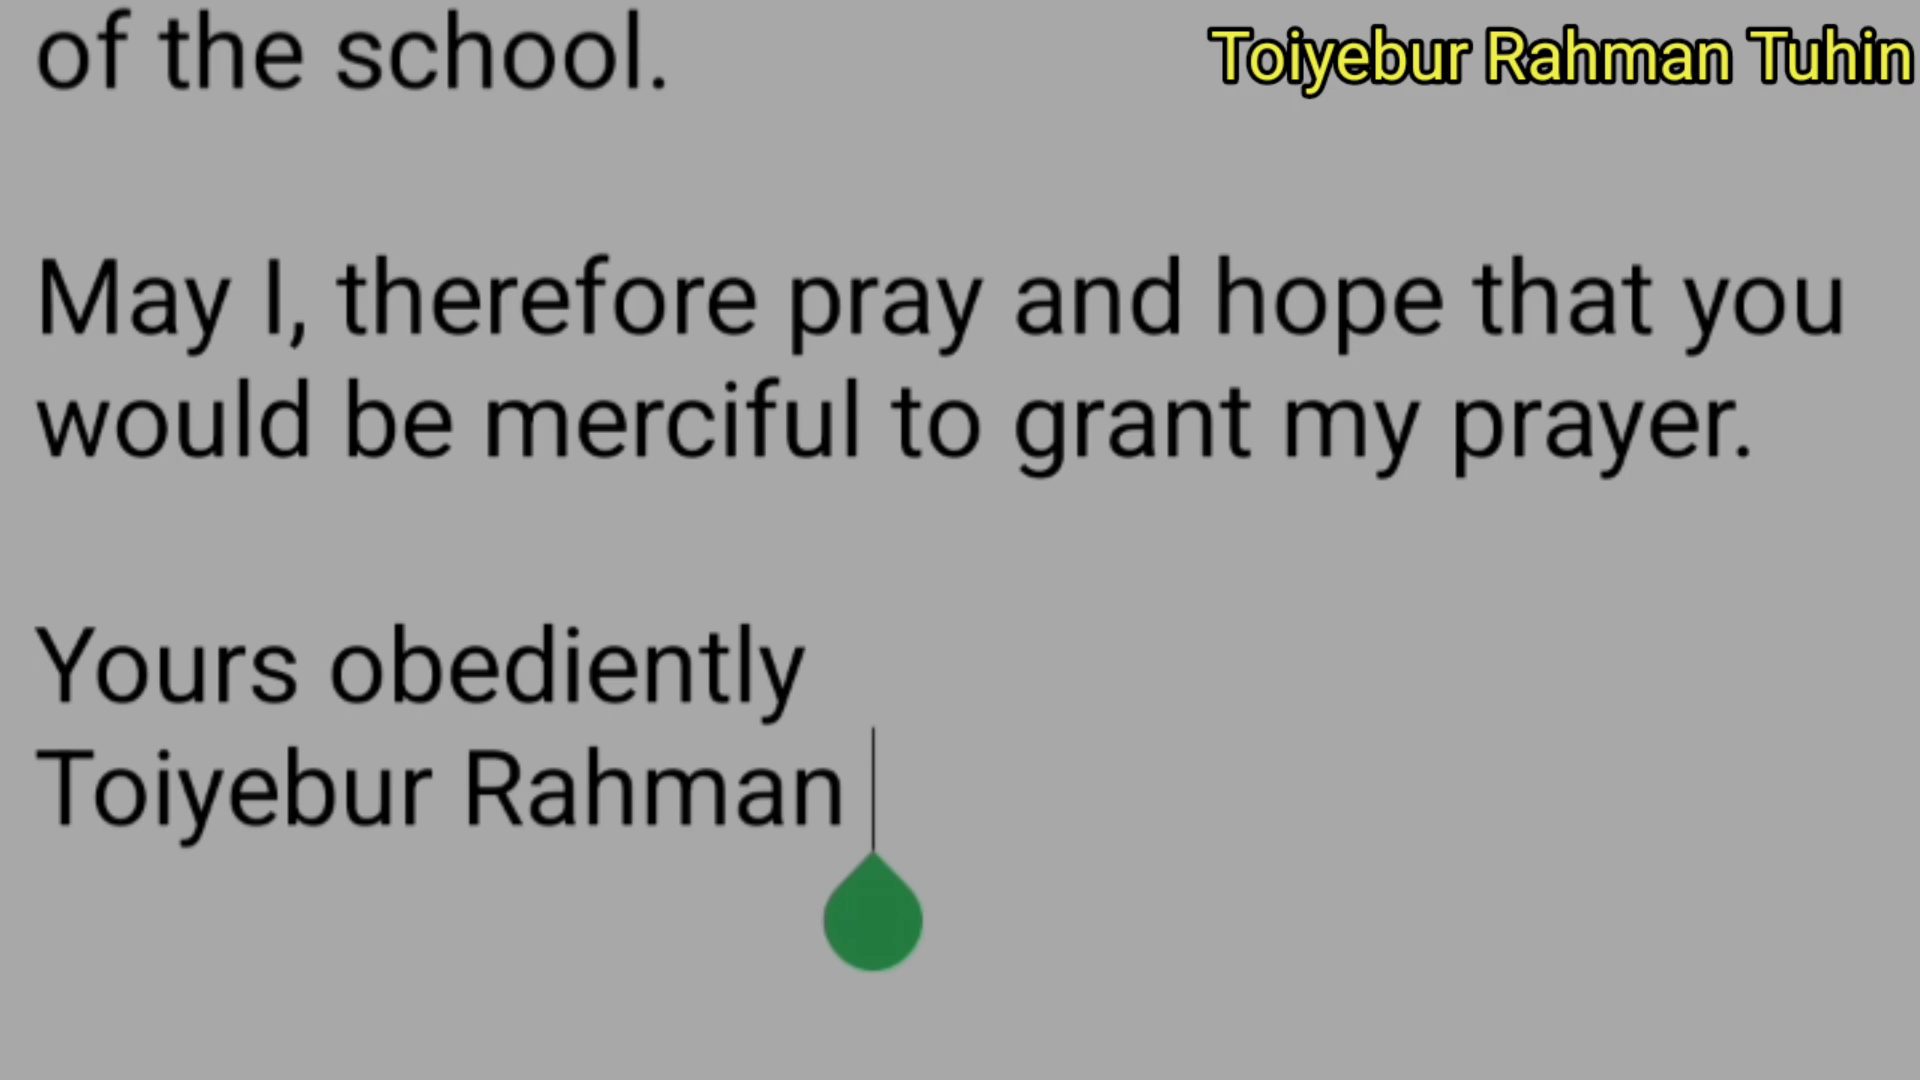 of the school.
Toiyebur Rahman Tuhin
May I, therefore pray and hope that you
would be merciful to grant my prayer.
Yours obediently
Toiyebur Rahman